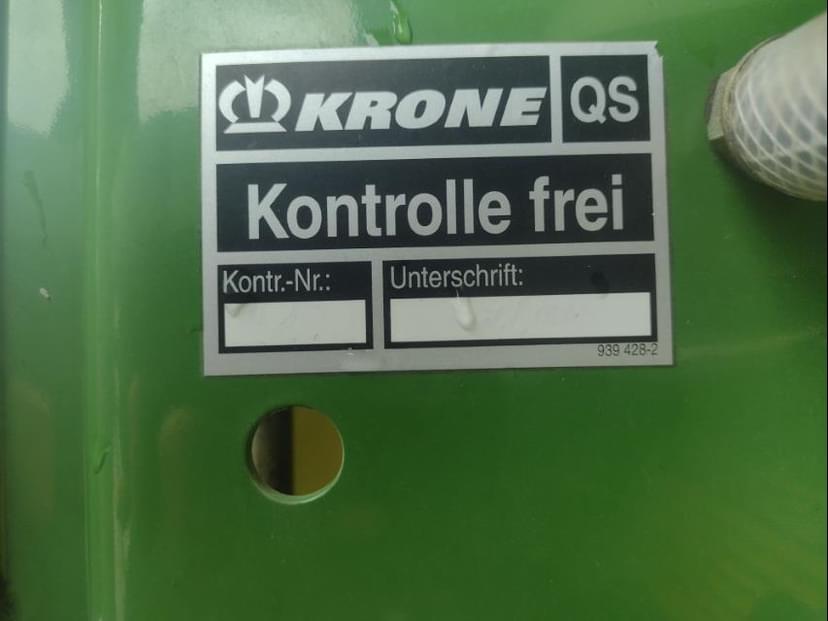 KRONE QS
Kontrolle frei
Kontr.-Nr.: Unterschrift:
939 428-2